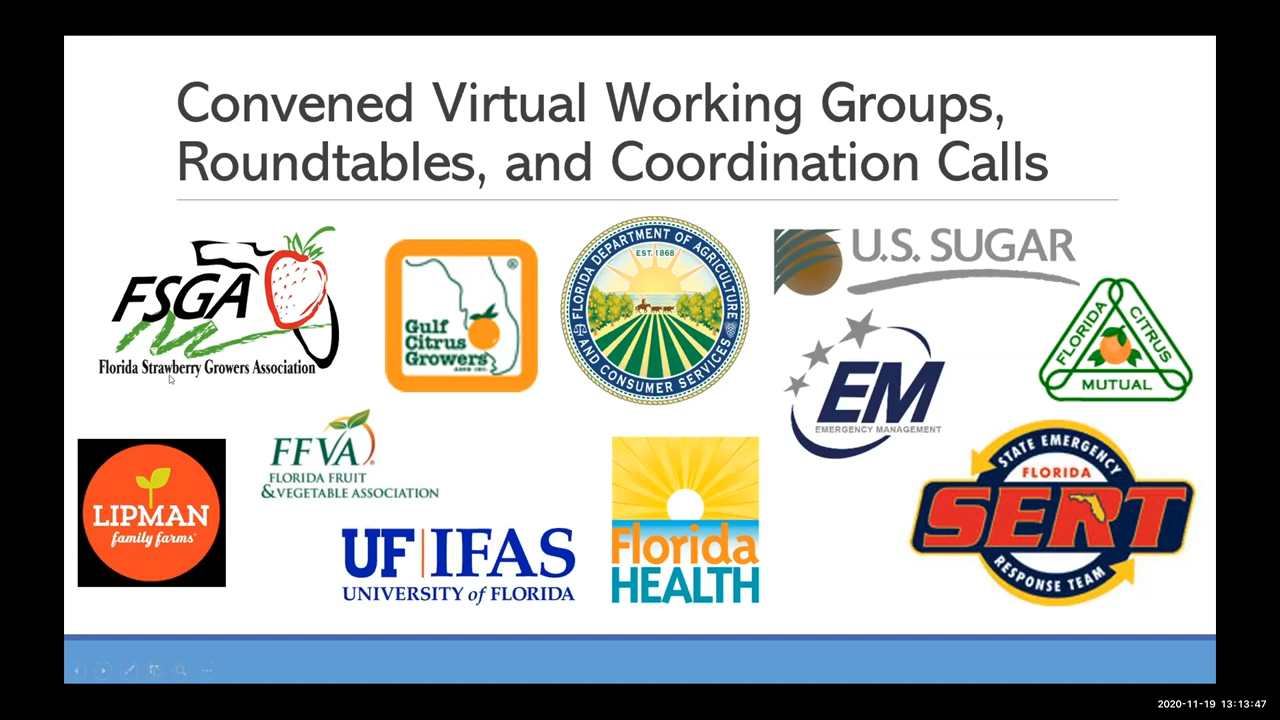 Convened Virtual Working Groups,
Roundtables, and Coordination Calls
FSGA
Florida Strawberry Growers Association
Gulf
Citrus
Growers
®
FLORIDA DEPARTMENT OF AGRICULTURE
AND CONSUMER SERVICES
EST. 1868
U.S. SUGAR
EM
EMERGENCY MANAGEMENT
FLORIDA CITRUS
MUTUAL
LIPMAN
family farms
FFVA
FLORIDA FRUIT
& VEGETABLE ASSOCIATION
UF|IFAS
UNIVERSITY of FLORIDA
Florida
HEALTH
STATE EMERGENCY
FLORIDA
SERT
RESPONSE TEAM
2020-11-19 13:13:47